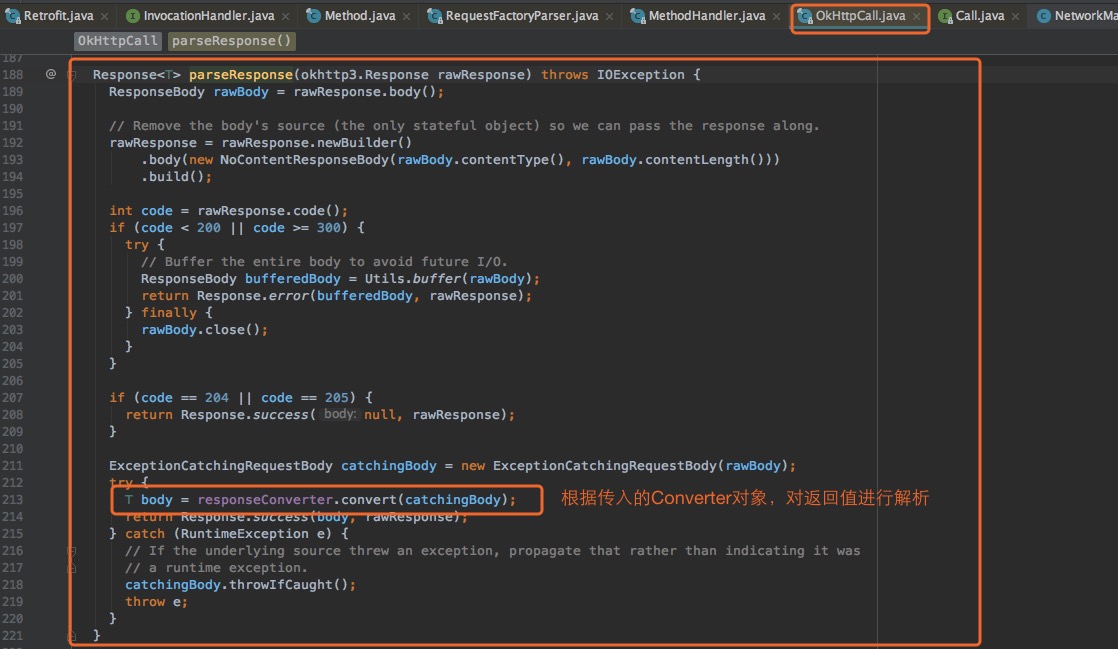 Retrofit.java × InvocationHandler.java × Method.java × RequestFactoryParser.java × MethodHandler.java × OkHttpCall.java × Call.java × NetworkMa
OkHttpCall parseResponse()
187
188 @ Response<T> parseResponse(okhttp3.Response rawResponse) throws IOException {
189 ResponseBody rawBody = rawResponse.body();
190
191 // Remove the body's source (the only stateful object) so we can pass the response along.
192 rawResponse = rawResponse.newBuilder()
193 .body(new NoContentResponseBody(rawBody.contentType(), rawBody.contentLength()))
194 .build();
195
196 int code = rawResponse.code();
197 if (code < 200 || code >= 300) {
198 try {
199 // Buffer the entire body to avoid future I/O.
200 ResponseBody bufferedBody = Utils.buffer(rawBody);
201 return Response.error(bufferedBody, rawResponse);
202 } finally {
203 rawBody.close();
204 }
205 }
206
207 if (code == 204 || code == 205) {
208 return Response.success( body: null, rawResponse);
209 }
210
211 ExceptionCatchingRequestBody catchingBody = new ExceptionCatchingRequestBody(rawBody);
212 try {
213 T body = responseConverter.convert(catchingBody); 根据传入的Converter对象，对返回值进行解析
214 return Response.success(body, rawResponse);
215 } catch (RuntimeException e) {
216 // If the underlying source threw an exception, propagate that rather than indicating it was
217 // a runtime exception.
218 catchingBody.throwIfCaught();
219 throw e;
220 }
221 }